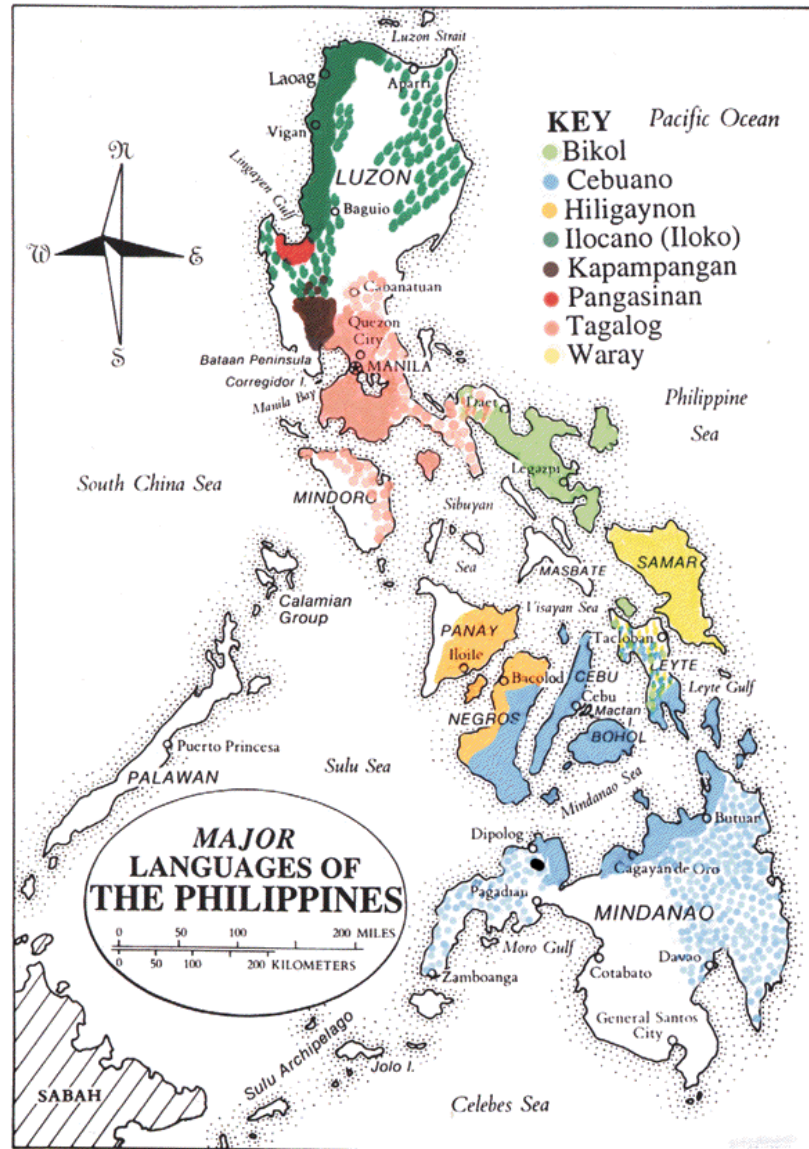 Luzon Strait
Laoag
Aparri
KEY
Pacific Ocean
Bikol
Cebuano
Hiligaynon
Ilocano (Iloko)
Kapampangan
Pangasinan
Tagalog
Waray
Vigan
Lingayen Gulf
LUZON
Baguio
N
W
E
S
Cabanatuan
Quezon
City
Bataan Peninsula
MANILA
Corregidor I.
Manila Bay
Philippine
Sea
Legazpi
South China Sea
MINDORO
Sibuyan
Sea
MASBATE
SAMAR
Calamian
Group
Visayan Sea
PANAY
Tacloban
Iloilo
LEYTE
Bacolod
CEBU
Cebu
Leyte Gulf
Mactan
I.
NEGROS
BOHOL
Puerto Princesa
PALAWAN
Sulu Sea
Mindanao Sea
Butuan
Dipolog
Cagayan de Oro
MAJOR
LANGUAGES OF
THE PHILIPPINES
0 50 100 200 MILES
0 50 100 200 KILOMETERS
Pagadian
MINDANAO
Moro Gulf
Davao
Cotabato
Zamboanga
General Santos
City
Sulu Archipelago
Jolo I.
SABAH
Celebes Sea